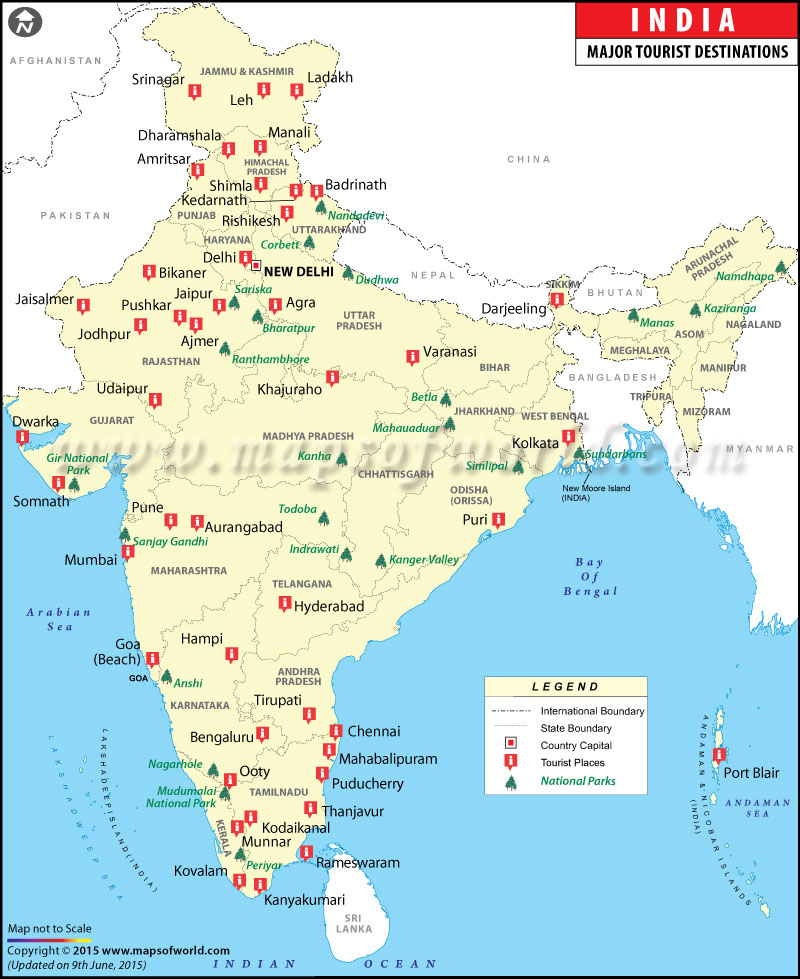 INDIA
MAJOR TOURIST DESTINATIONS
N
AFGHANISTAN
JAMMU & KASHMIR
Srinagar
Ladakh
Leh
Dharamshala
Manali
Amritsar
HIMACHAL
PRADESH
CHINA
Shimla
Kedarnath
Badrinath
PAKISTAN
PUNJAB
Rishikesh
Nandadevi
UTTARAKHAND
HARYANA
Corbett
Delhi
NEW DELHI
Bikaner
Dudhwa
NEPAL
ARUNACHAL
PRADESH
Namdhapa
SIKKIM
BHUTAN
Jaisalmer
Jaipur
Sariska
Pushkar
Agra
Darjeeling
Kaziranga
Manas
NAGALAND
Jodhpur
Ajmer
Bharatpur
UTTAR
PRADESH
ASOM
RAJASTHAN
Ranthambhore
Varanasi
MEGHALAYA
BIHAR
MANIPUR
BANGLADESH
Udaipur
Khajuraho
Betla
TRIPURA
JHARKHAND
MIZORAM
Dwarka
GUJARAT
WEST BENGAL
Mahauaduar
MADHYA PRADESH
Kolkata
MYANMAR
www.mapsofworld.com
Gir National
Park
Kanha
Sundarbans
CHHATTISGARH
Similipal
New Moore Island
(INDIA)
Somnath
ODISHA
(ORISSA)
Pune
Todoba
Aurangabad
Puri
Sanjay Gandhi
Indrawati
Kanger Valley
Mumbai
MAHARASHTRA
Bay
Of
Bengal
TELANGANA
Arabian
Sea
Hyderabad
Goa
(Beach)
Hampi
GOA
Anshi
ANDHRA
PRADESH
KARNATAKA
Tirupati
Bengaluru
Chennai
Mahabalipuram
Nagarhole
Ooty
Puducherry
Mudumalai
National Park
TAMILNADU
Thanjavur
Kodaikanal
KERALA
Munnar
Periyar
Rameswaram
Kovalam
Kanyakumari
SRI
LANKA
LAKSHADEEP ISLAND (INDIA)
LAKSHADWEEP SEA
LEGEND
International Boundary
State Boundary
Country Capital
Tourist Places
National Parks
Port Blair
ANDAMAN
SEA
ANDAMAN & NICOBAR ISLANDS
(INDIA)
Map not to Scale
Copyright © 2015 www.mapsofworld.com
(Updated on 9th June, 2015)
INDIAN OCEAN